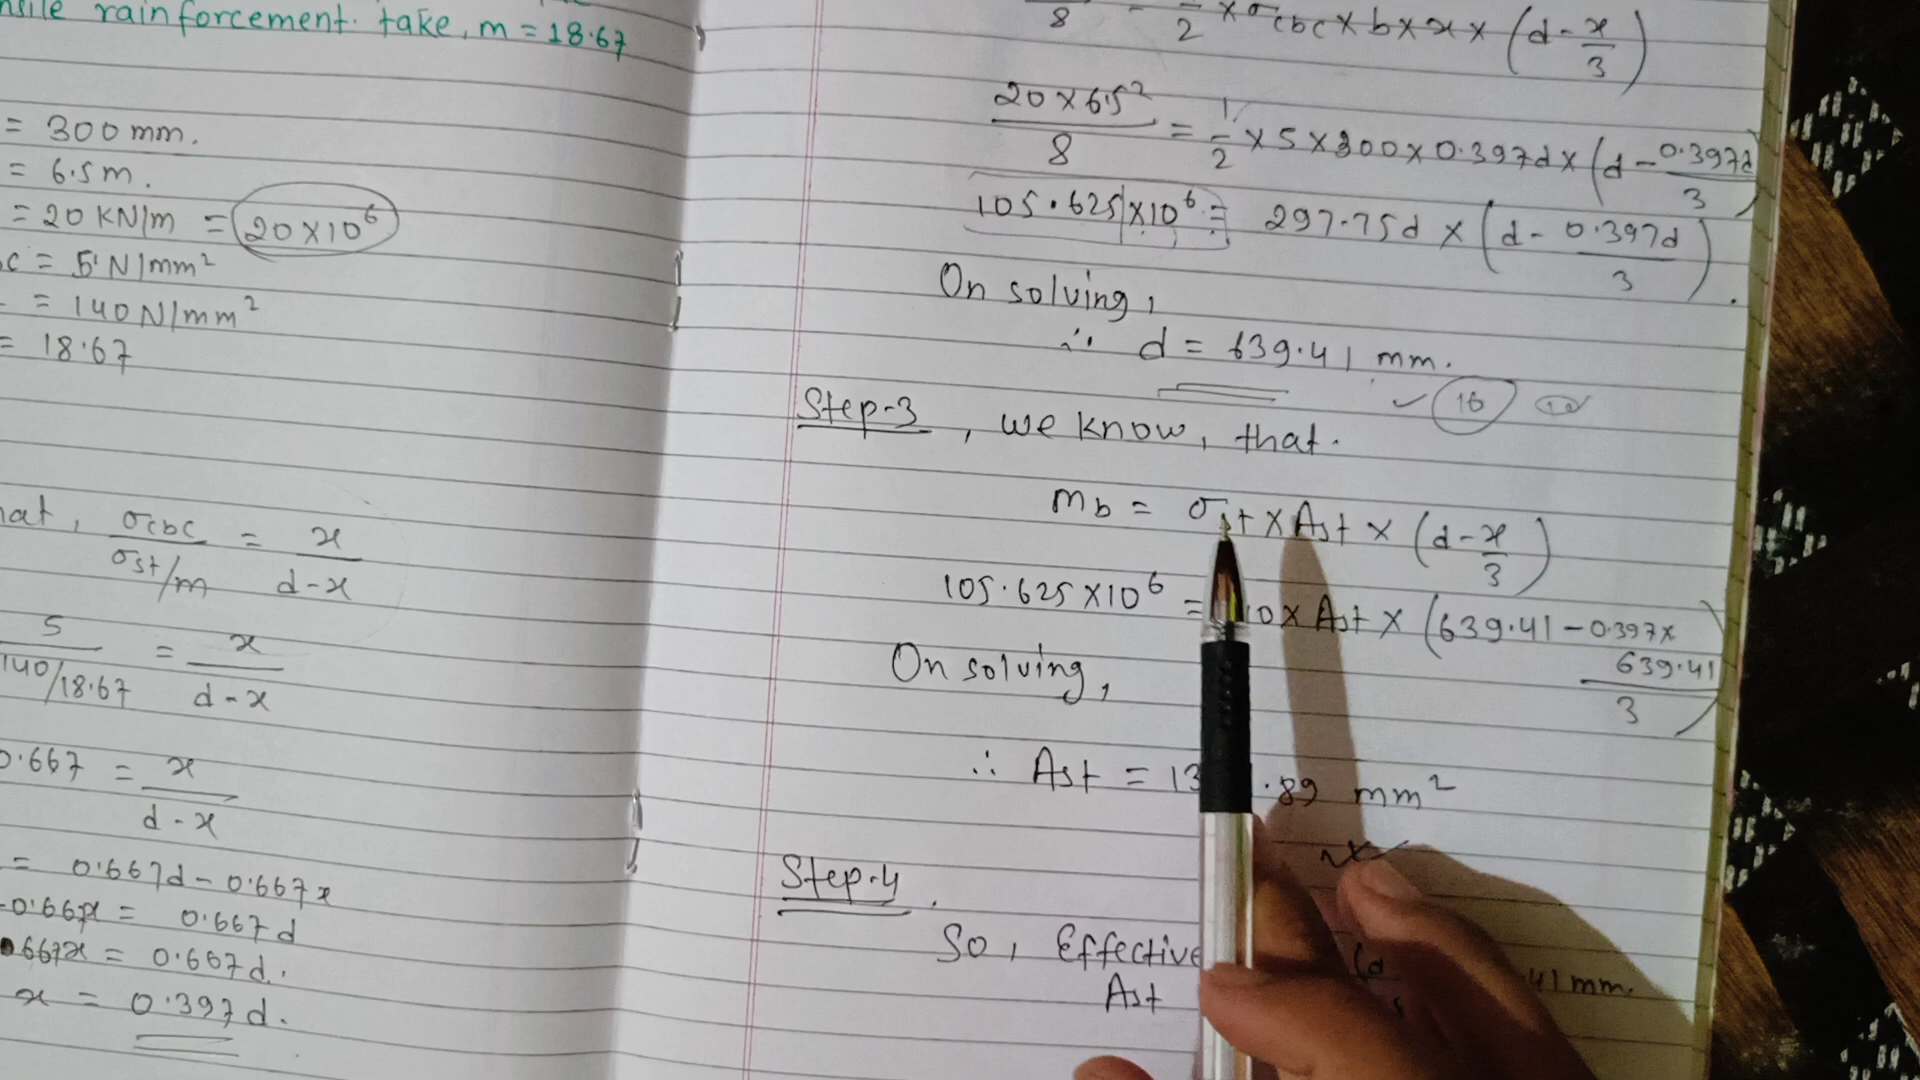 rainforcement. take, m = 18.67
= 300 mm.
= 6.5 m.
= 20 KN/m = 20×10⁶
c = 5 N/mm²
= 140 N/mm²
= 18.67
hat, σcbc / σst/m = x / d-x
5 / 140/18.67 = x / d-x
0.667 = x / d-x
= 0.667d - 0.667x
0.667x = 0.667d
0.667x = 0.667d.
x = 0.397d.
8 = 1/2 × σcbc × b × x × (d - x/3)
20×6.5² / 8 = 1/2 × 5 × 300 × 0.397d × (d - 0.397d/3)
105.625×10⁶ = 297.75d × (d - 0.397d/3).
On solving,
∴ d = 639.41 mm.
16
Step-3, we know, that.
Mb = σst × Ast × (d - x/3)
105.625×10⁶ = 0 × Ast × (639.41 - 0.397× 639.41/3)
On solving,
∴ Ast = 13 .89 mm²
Step-4.
So, Effective (d 41 mm.
Ast